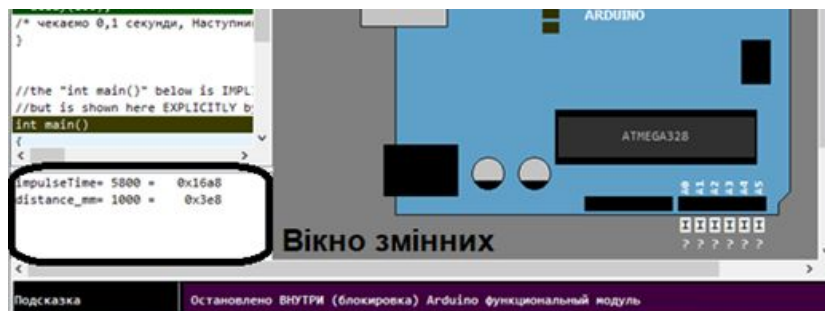 /* чекаємо 0,1 секунди, Наступни
}
//the "int main()" below is IMPL
//but is shown here EXPLICITLY b
int main()
{
impulseTime= 5800 = 0x16a8
distance_mm= 1000 = 0x3e8
ARDUINO
ATMEGA328
A0 A1 A2 A3 A4 A5
I I I I I I
? ? ? ? ? ?
Вікно змінних
Подсказка
Остановлено ВНУТРИ (блокировка) Arduino функциональный модуль